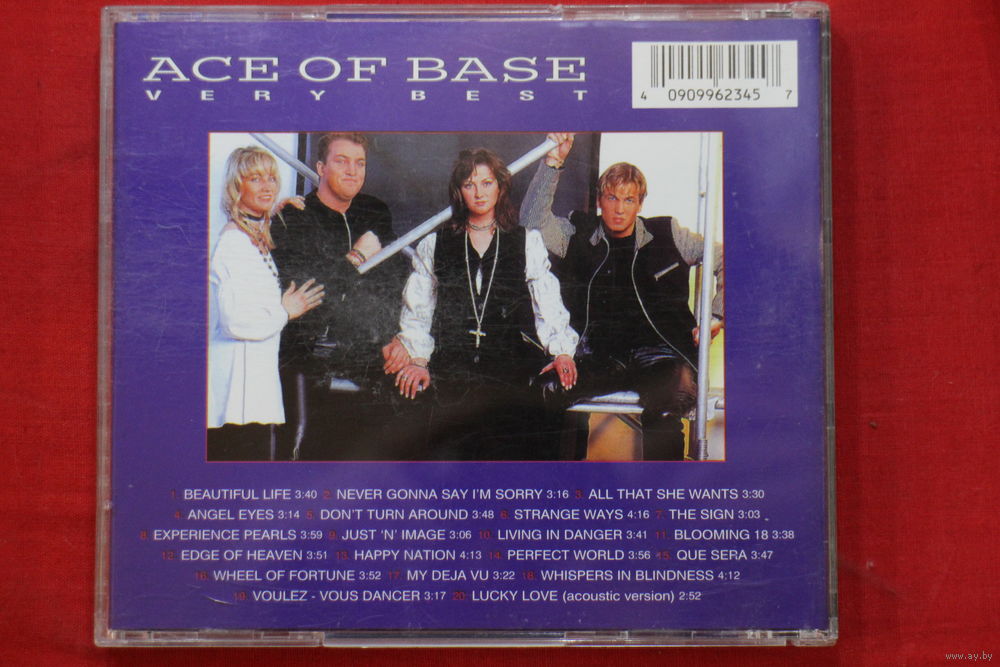 ACE OF BASE
VERY BEST
4 0909962345 7
1. BEAUTIFUL LIFE 3:40 2. NEVER GONNA SAY I'M SORRY 3:16 3. ALL THAT SHE WANTS 3:30
4. ANGEL EYES 3:14 5. DON'T TURN AROUND 3:48 6. STRANGE WAYS 4:16 7. THE SIGN 3:03
8. EXPERIENCE PEARLS 3:59 9. JUST 'N' IMAGE 3:06 10. LIVING IN DANGER 3:41 11. BLOOMING 18 3:38
12. EDGE OF HEAVEN 3:51 13. HAPPY NATION 4:13 14. PERFECT WORLD 3:56 15. QUE SERA 3:47
16. WHEEL OF FORTUNE 3:52 17. MY DEJA VU 3:22 18. WHISPERS IN BLINDNESS 4:12
19. VOULEZ - VOUS DANCER 3:17 20. LUCKY LOVE (acoustic version) 2:52
www.ay.by